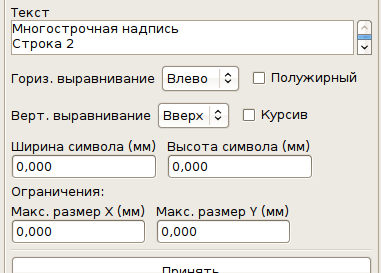 Текст
Многострочная надпись
Строка 2
Гориз. выравнивание Влево Полужирный
Верт. выравнивание Вверх Курсив
Ширина символа (мм) Высота символа (мм)
0,000 0,000
Ограничения:
Макс. размер X (мм) Макс. размер Y (мм)
0,000 0,000
Принять